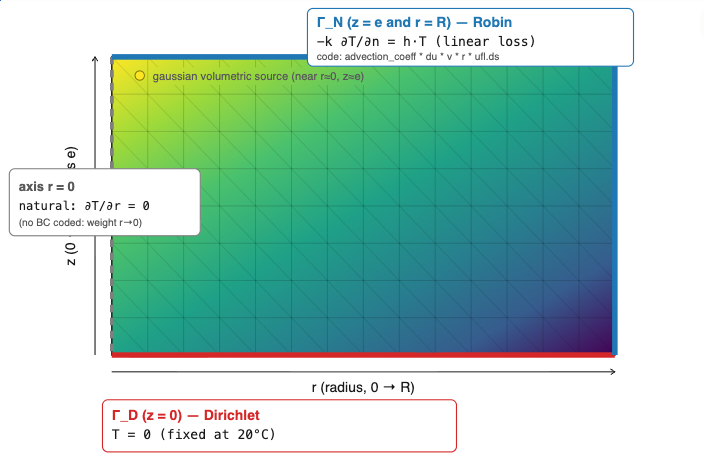 Γ_N (z = e and r = R) — Robin
−k ∂T/∂n = h·T (linear loss)
code: advection_coeff * du * v * r * ufl.ds
gaussian volumetric source (near r≈0, z≈e)
axis r = 0
natural: ∂T/∂r = 0
(no BC coded: weight r→0)
z (0
s e)
r (radius, 0 → R)
Γ_D (z = 0) — Dirichlet
T = 0 (fixed at 20°C)